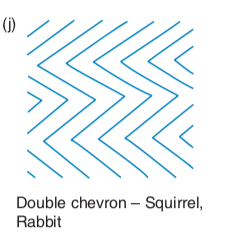 (j)
Double chevron – Squirrel,
Rabbit